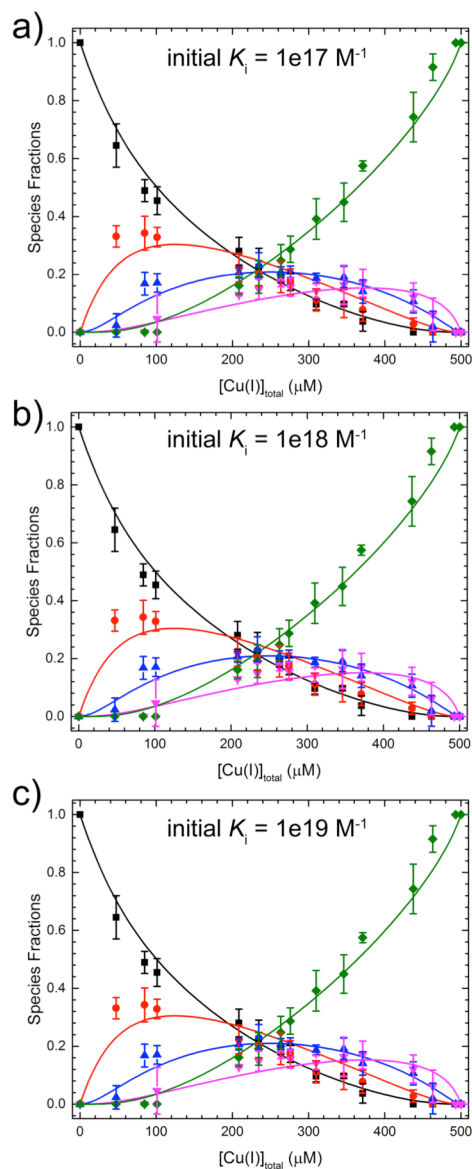 a)
initial Ki = 1e17 M-1
Species Fractions
1.0
0.8
0.6
0.4
0.2
0.0
0 100 200 300 400 500
[Cu(I)]total (μM)
b)
initial Ki = 1e18 M-1
Species Fractions
1.0
0.8
0.6
0.4
0.2
0.0
0 100 200 300 400 500
[Cu(I)]total (μM)
c)
initial Ki = 1e19 M-1
Species Fractions
1.0
0.8
0.6
0.4
0.2
0.0
0 100 200 300 400 500
[Cu(I)]total (μM)